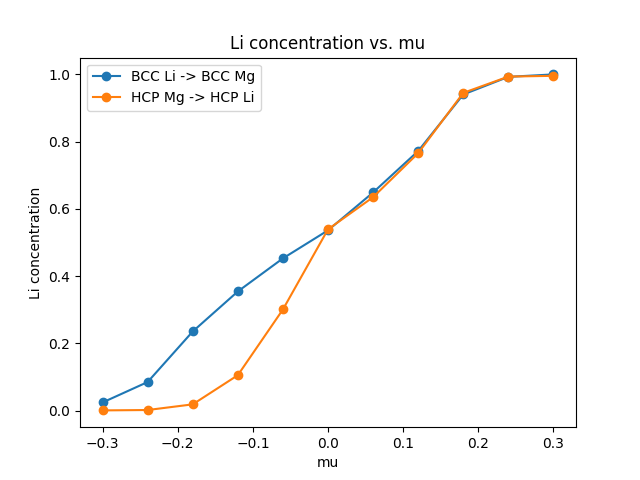 Li concentration vs. mu
BCC Li -> BCC Mg
HCP Mg -> HCP Li
Li concentration
1.0
0.8
0.6
0.4
0.2
0.0
−0.3
−0.2
−0.1
0.0
0.1
0.2
0.3
mu